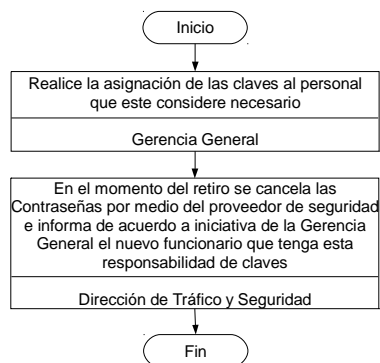 Inicio
Realice la asignación de las claves al personal
que este considere necesario
Gerencia General
En el momento del retiro se cancela las
Contraseñas por medio del proveedor de seguridad
e informa de acuerdo a iniciativa de la Gerencia
General el nuevo funcionario que tenga esta
responsabilidad de claves
Dirección de Tráfico y Seguridad
Fin